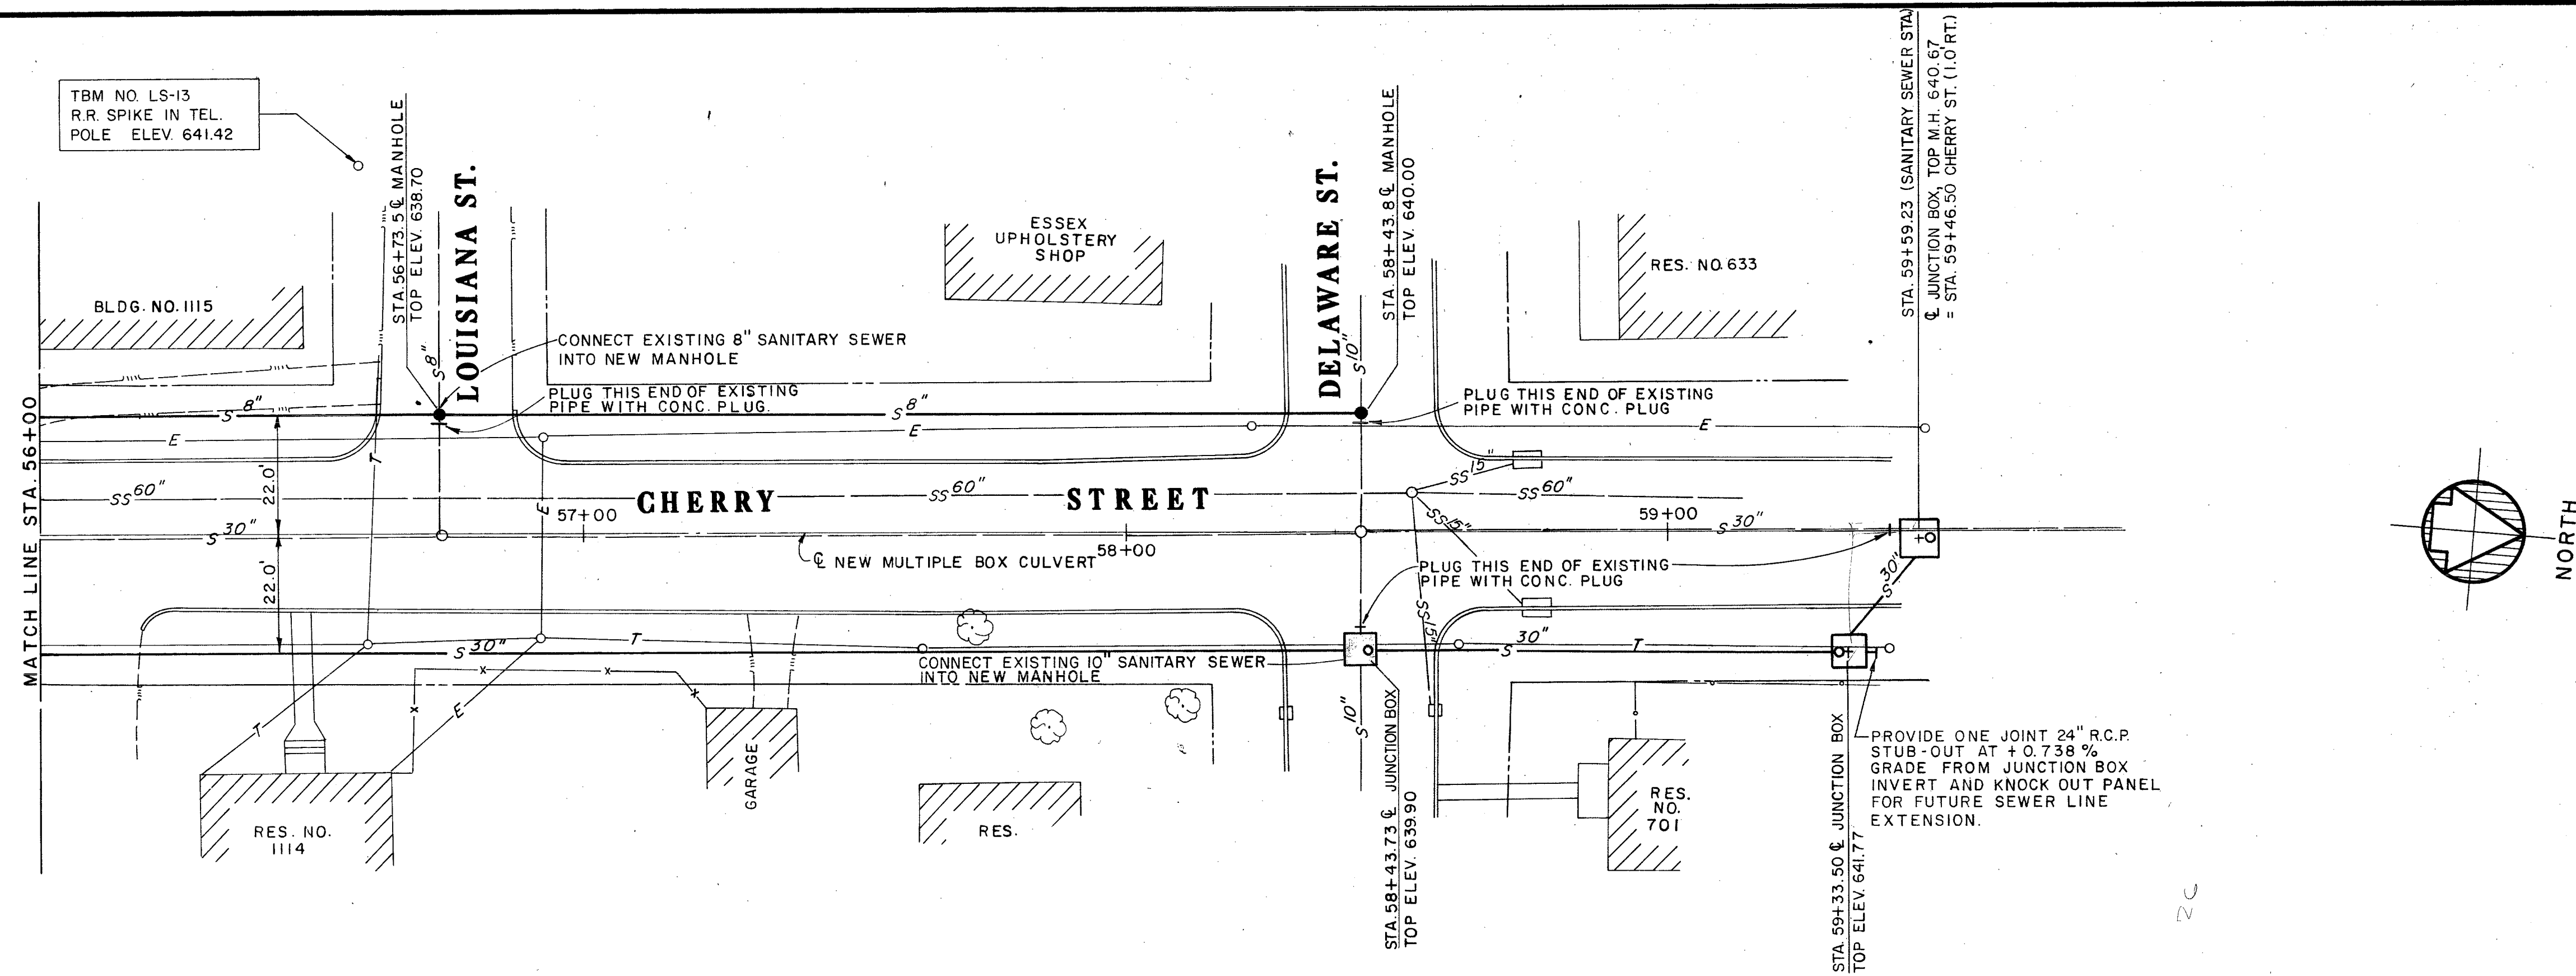 TBM NO. LS-13
R.R. SPIKE IN TEL.
POLE ELEV. 641.42
STA. 56+73.5 ℄ MANHOLE
TOP ELEV. 638.70
LOUISIANA ST.
ESSEX
UPHOLSTERY
SHOP
DELAWARE ST.
STA. 58+43.8 ℄ MANHOLE
TOP ELEV. 640.00
RES. NO. 633
STA. 59+59.23 (SANITARY SEWER STA.)
℄ JUNCTION BOX, TOP M.H. 640.67
= STA. 59+46.50 CHERRY ST. (1.0' RT.)
BLDG. NO. 1115
CONNECT EXISTING 8" SANITARY SEWER
INTO NEW MANHOLE
S 8"
S 10"
PLUG THIS END OF EXISTING
PIPE WITH CONC. PLUG.
PLUG THIS END OF EXISTING
PIPE WITH CONC. PLUG
S 8"
S 8"
E
E
E
T
E
MATCH LINE STA. 56+00
22.0'
22.0'
SS 60"
CHERRY
SS 60"
STREET
SS 15"
SS 60"
SS 15"
SS 15"
S 30"
57+00
58+00
59+00
S 30"
℄ NEW MULTIPLE BOX CULVERT
PLUG THIS END OF EXISTING
PIPE WITH CONC. PLUG
S 30"
NORTH
S 30"
T
S 30"
T
CONNECT EXISTING 10" SANITARY SEWER
INTO NEW MANHOLE
T
E
S 10"
GARAGE
RES. NO.
1114
RES.
STA. 58+43.73 ℄ JUNCTION BOX
TOP ELEV. 639.90
RES.
NO.
701
STA. 59+33.50 ℄ JUNCTION BOX
TOP ELEV. 641.77
PROVIDE ONE JOINT 24" R.C.P.
STUB-OUT AT +0.738 %
GRADE FROM JUNCTION BOX
INVERT AND KNOCK OUT PANEL
FOR FUTURE SEWER LINE
EXTENSION.